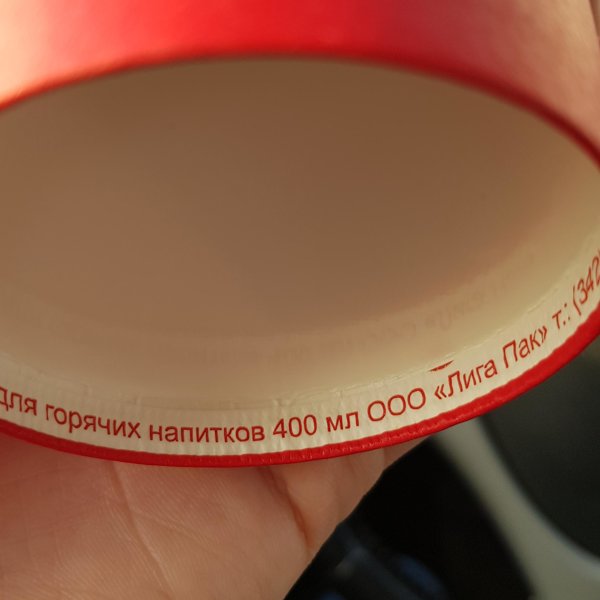 для горячих напитков 400 мл ООО «Лига Пак» т.: (342)